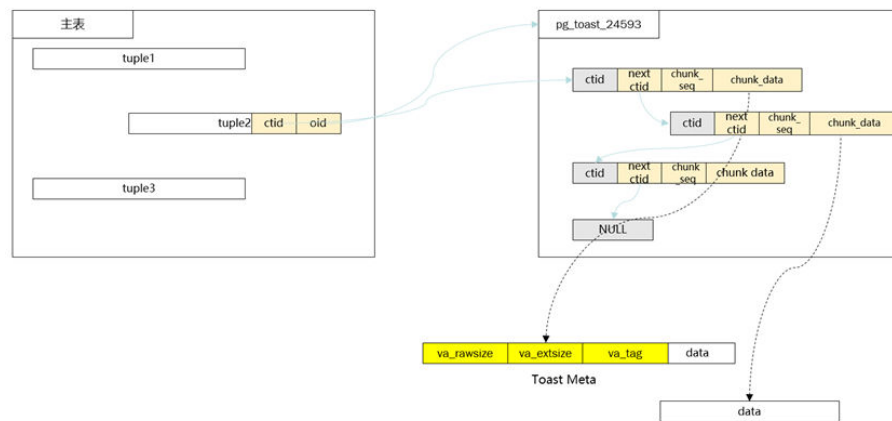 主表
pg_toast_24593
tuple1
ctid next ctid chunk_ seq chunk_data
tuple2 ctid oid
ctid next ctid chunk_ seq chunk_data
tuple3
ctid next ctid chunk _seq chunk data
NULL
va_rawsize va_extsize va_tag data
Toast Meta
data